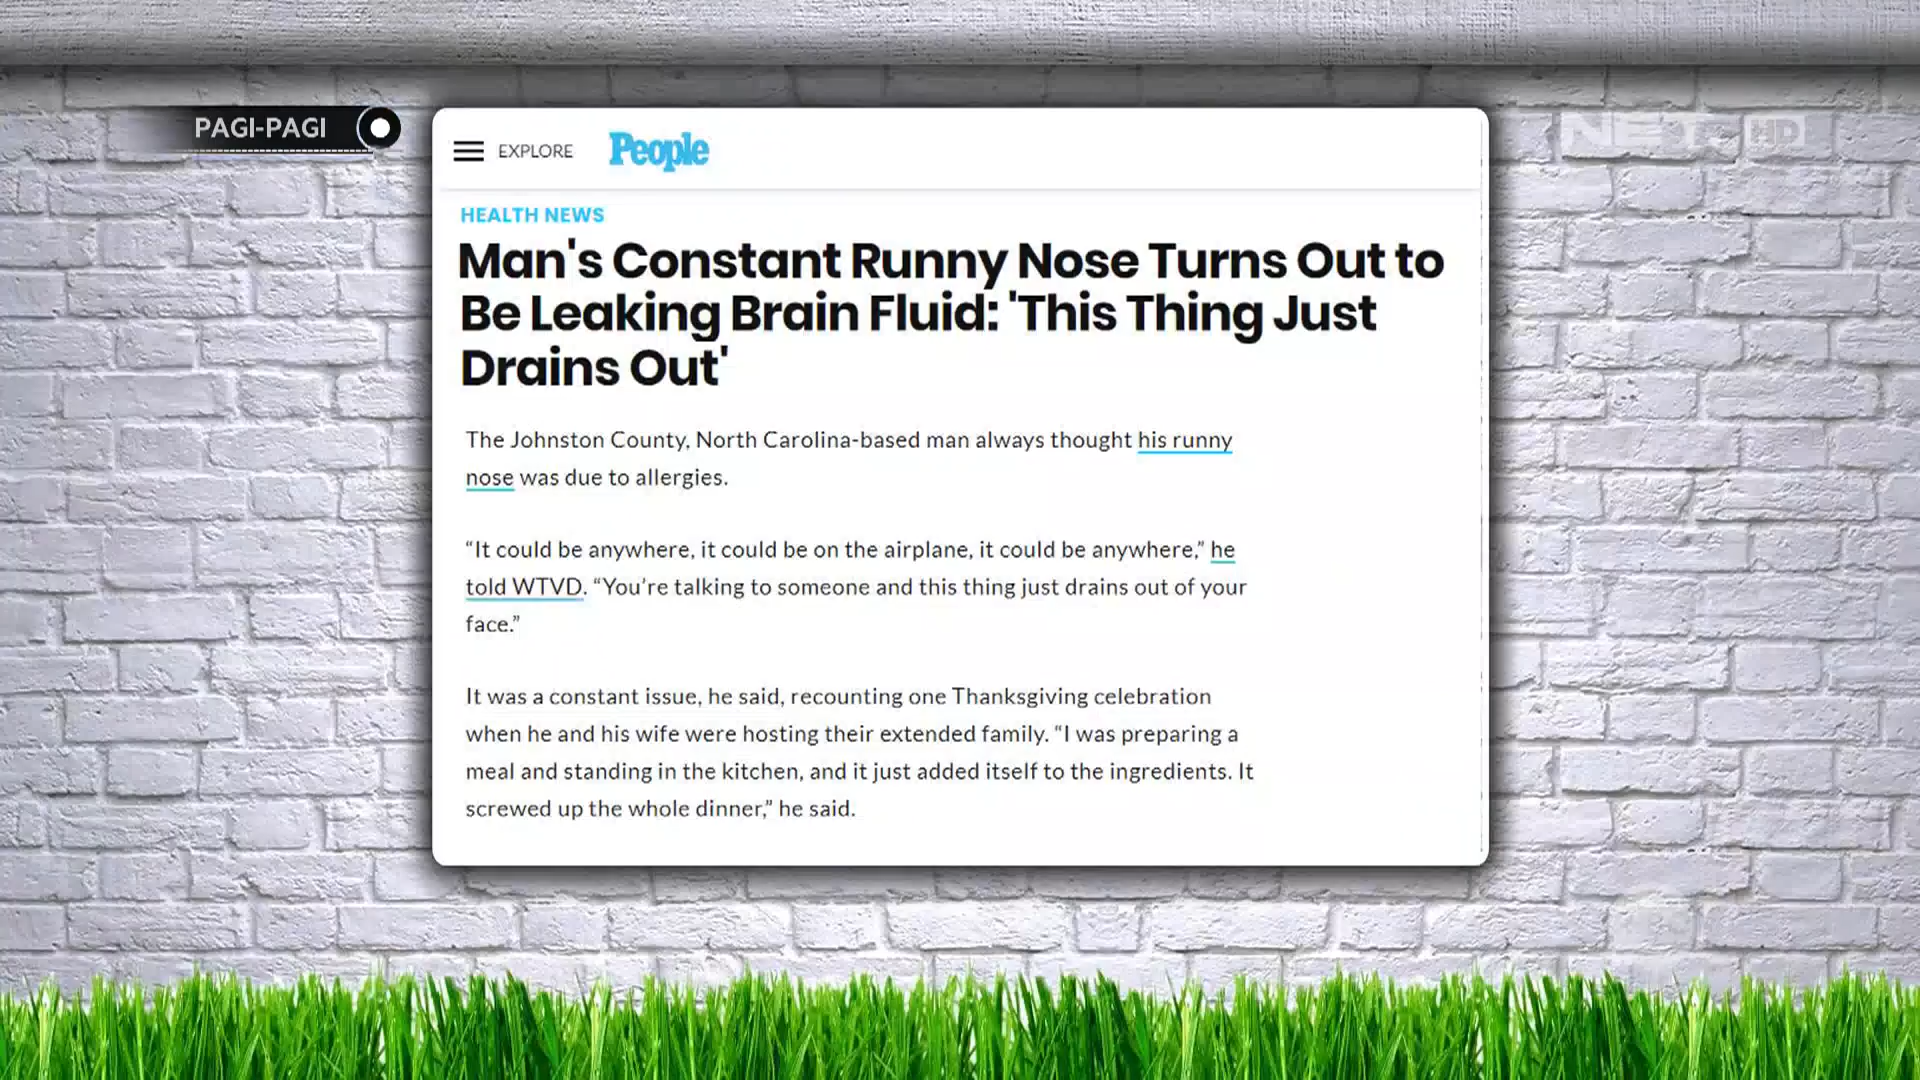 PAGI-PAGI
NET. HD
EXPLORE People
HEALTH NEWS
Man's Constant Runny Nose Turns Out to
Be Leaking Brain Fluid: 'This Thing Just
Drains Out'
The Johnston County, North Carolina-based man always thought his runny
nose was due to allergies.
“It could be anywhere, it could be on the airplane, it could be anywhere,” he
told WTVD. “You’re talking to someone and this thing just drains out of your
face.”
It was a constant issue, he said, recounting one Thanksgiving celebration
when he and his wife were hosting their extended family. “I was preparing a
meal and standing in the kitchen, and it just added itself to the ingredients. It
screwed up the whole dinner,” he said.